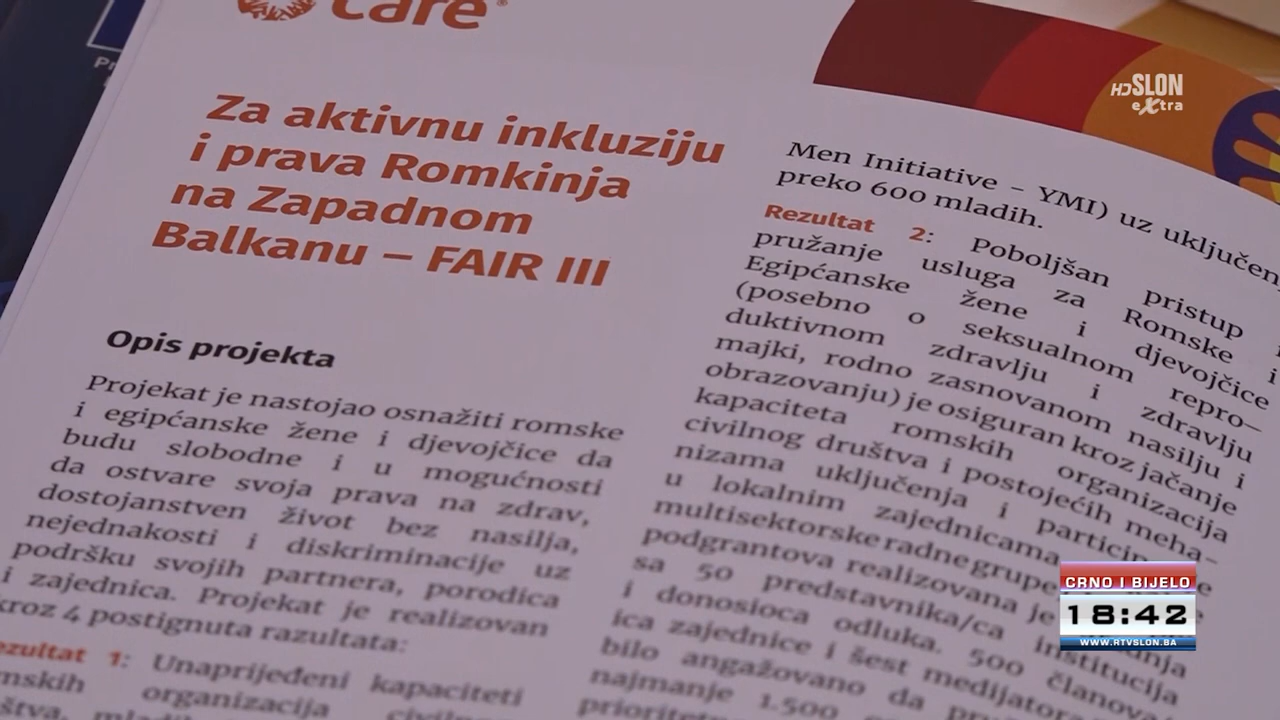 care
Za aktivnu inkluziju
i prava Romkinja
na Zapadnom
Balkanu – FAIR III
Opis projekta
Projekat je nastojao osnažiti romske
i egipćanske žene i djevojčice da
budu slobodne i u mogućnosti
da ostvare svoja prava na zdrav,
dostojanstven život bez nasilja,
nejednakosti i diskriminacije uz
podršku svojih partnera, porodica
i zajednica. Projekat je realizovan
kroz 4 postignuta razultata:
Rezultat 1: Unaprijeđeni kapaciteti
organizacija
Men Initiative – YMI) uz
preko 600 mladih.
Rezultat 2: Poboljšan pristup i
pružanje usluga za Romske i
Egipćanske žene i djevojčice
(posebno o seksualnom repro–
duktivnom zdravlju i zdravlju
majki, rodno zasnovanom nasilju i
obrazovanju) je osiguran kroz jačanje
kapaciteta romskih organizacija
civilnog društva i postojećih meha–
nizama uključenja i
u lokalnim zajednicama
multisektorske radne grupe
podgrantova realizovana je
sa 50 predstavnika/ca institucija
i donosioca odluka. 500 članova
ica zajednice i šest medijatora
bilo angažovano da
najmanje 1.500
HD SLON
extra
CRNO I BIJELO
18:42
WWW.RTVSLON.BA